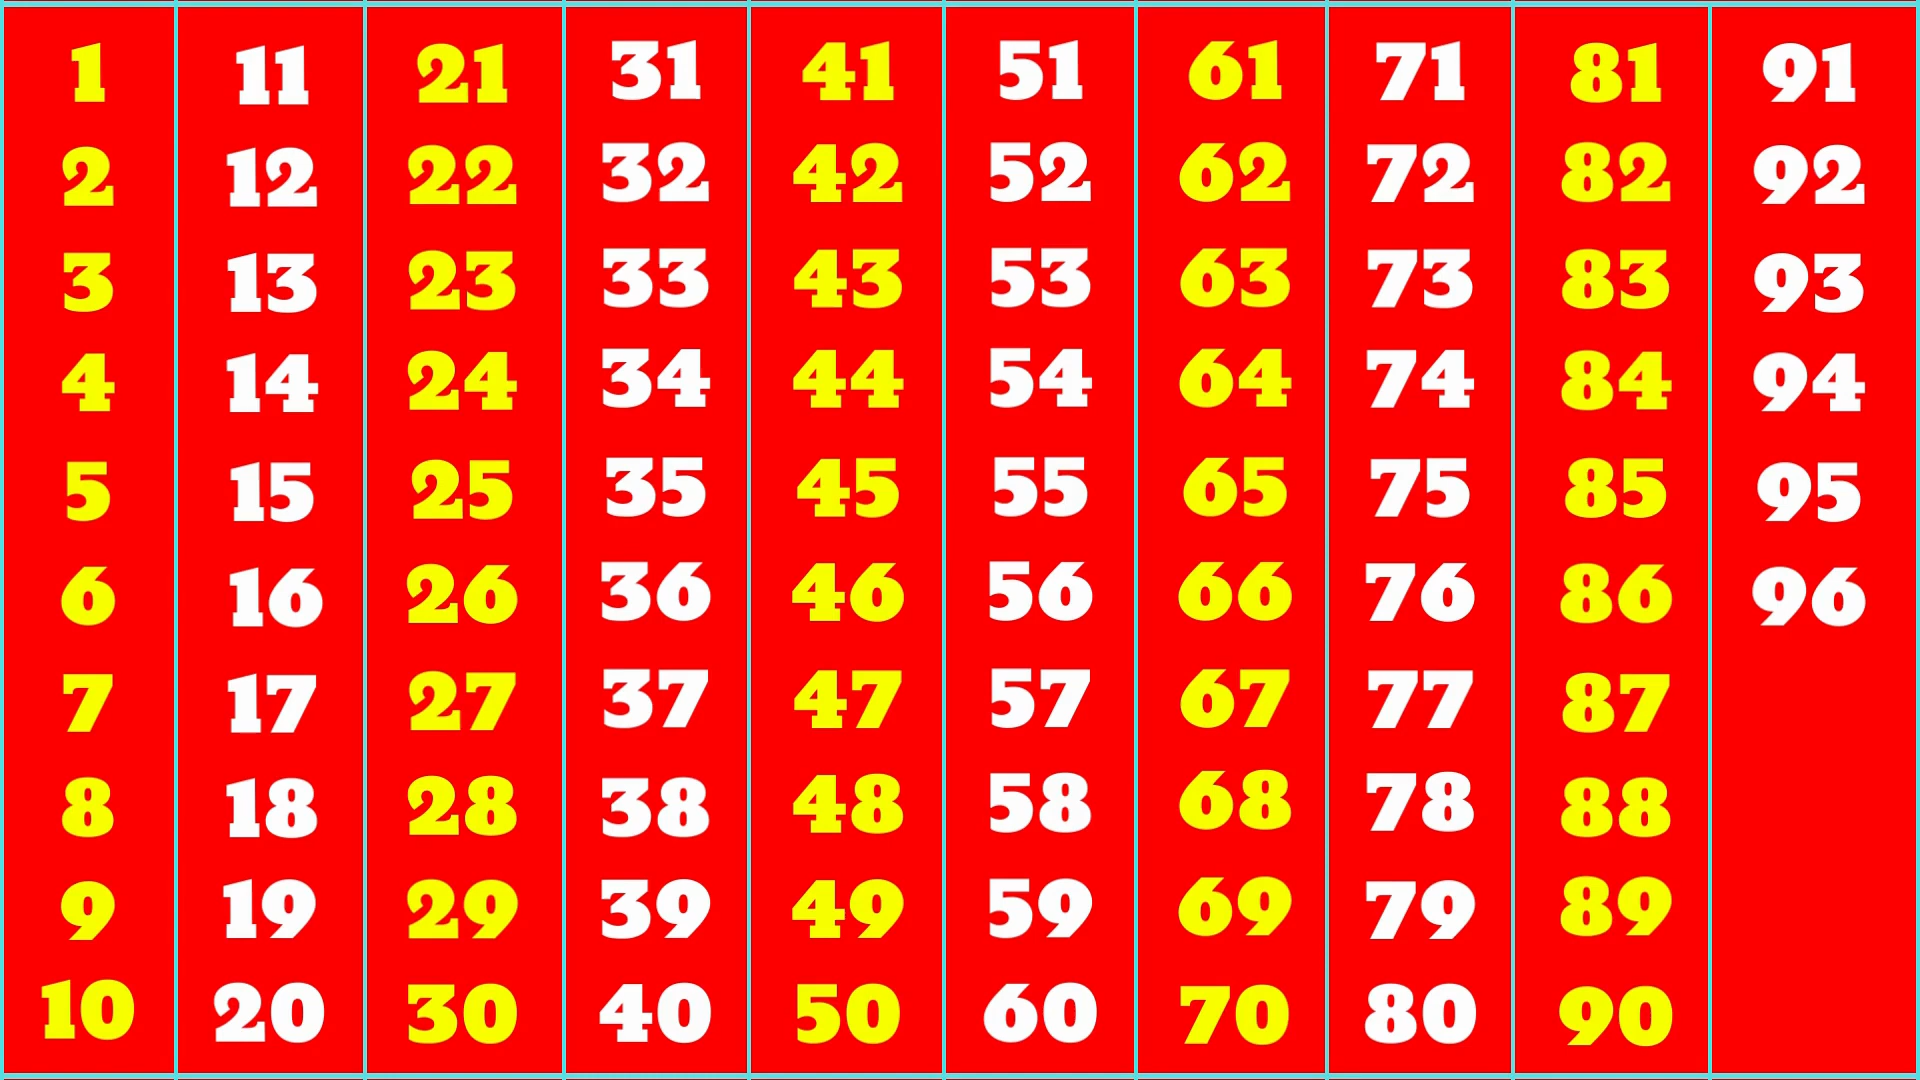 1 11 21 31 41 51 61 71 81 91
2 12 22 32 42 52 62 72 82 92
3 13 23 33 43 53 63 73 83 93
4 14 24 34 44 54 64 74 84 94
5 15 25 35 45 55 65 75 85 95
6 16 26 36 46 56 66 76 86 96
7 17 27 37 47 57 67 77 87
8 18 28 38 48 58 68 78 88
9 19 29 39 49 59 69 79 89
10 20 30 40 50 60 70 80 90